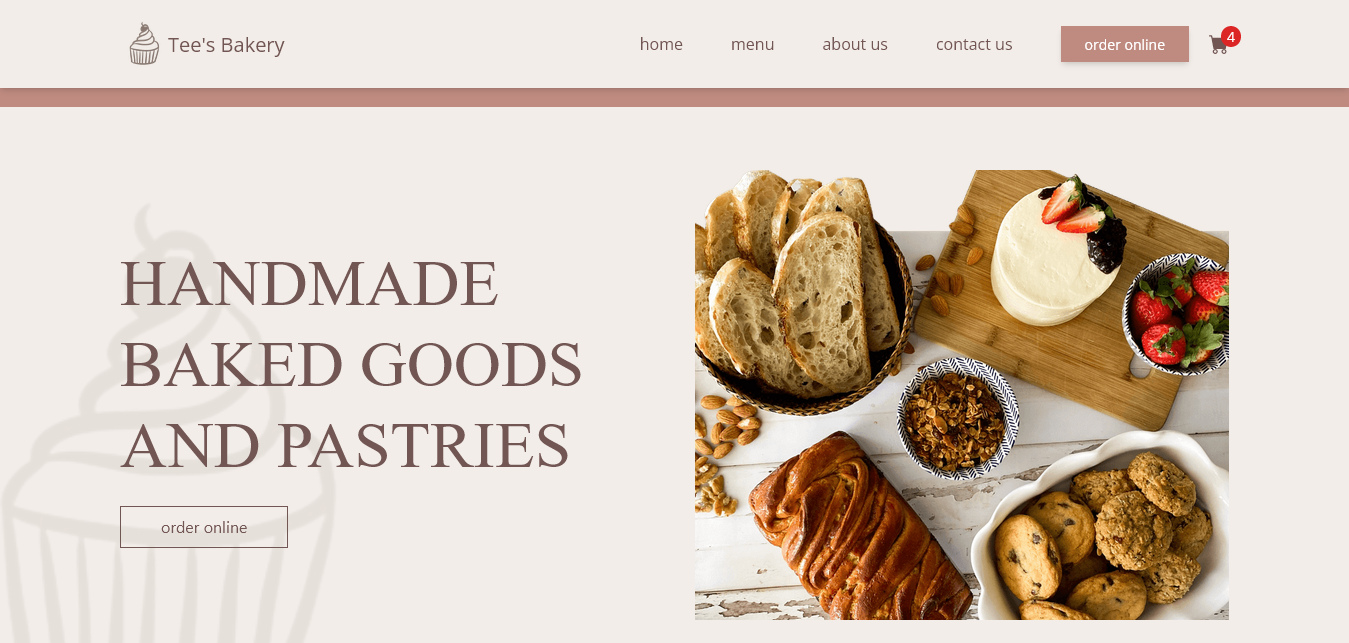 Tee's Bakery
home menu about us contact us order online 4
HANDMADE
BAKED GOODS
AND PASTRIES
order online